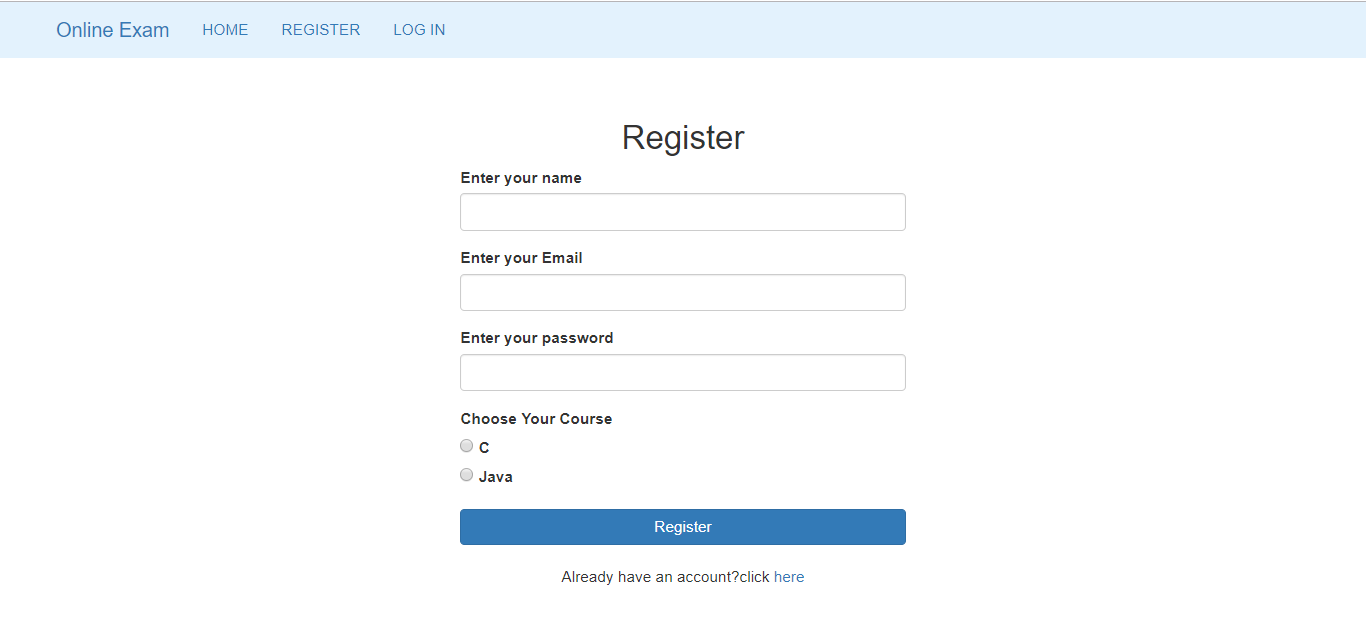 Online Exam HOME REGISTER LOG IN
Register
Enter your name
Enter your Email
Enter your password
Choose Your Course
C
Java
Register
Already have an account?click here